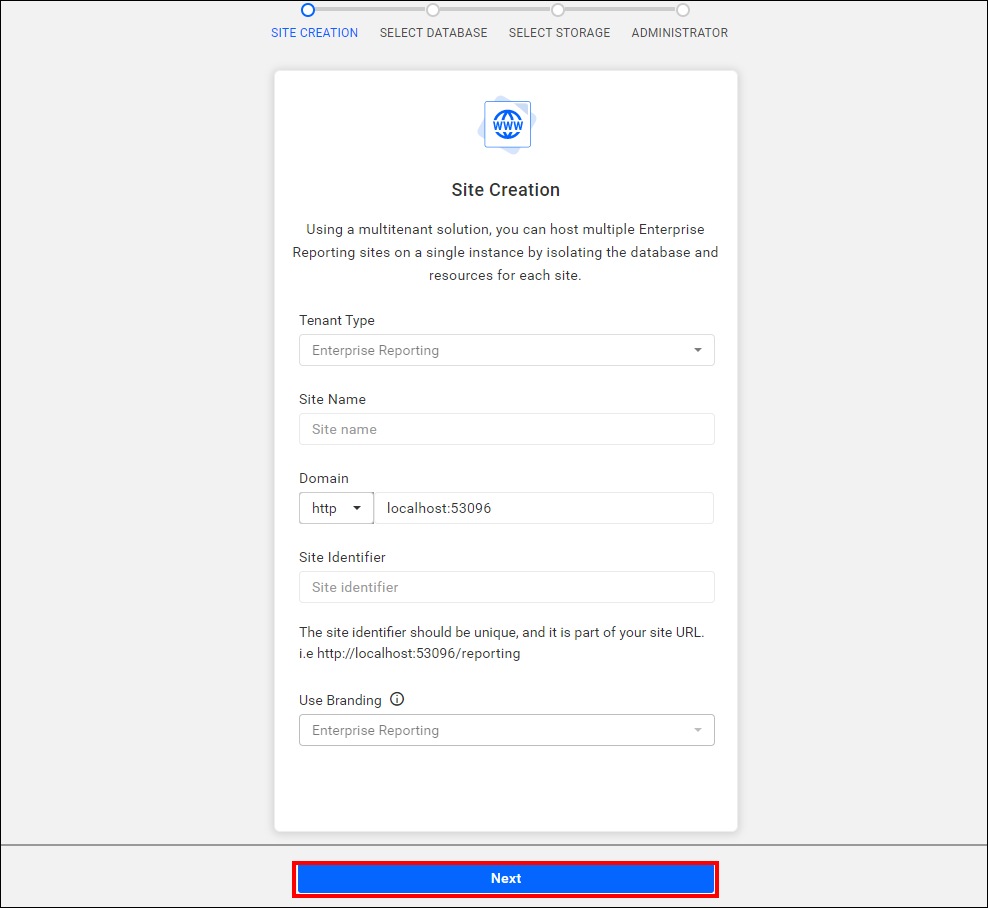 SITE CREATION SELECT DATABASE SELECT STORAGE ADMINISTRATOR
WWW
Site Creation
Using a multitenant solution, you can host multiple Enterprise
Reporting sites on a single instance by isolating the database and
resources for each site.
Tenant Type
Enterprise Reporting
Site Name
Site name
Domain
http localhost:53096
Site Identifier
Site identifier
The site identifier should be unique, and it is part of your site URL.
i.e http://localhost:53096/reporting
Use Branding
Enterprise Reporting
Next